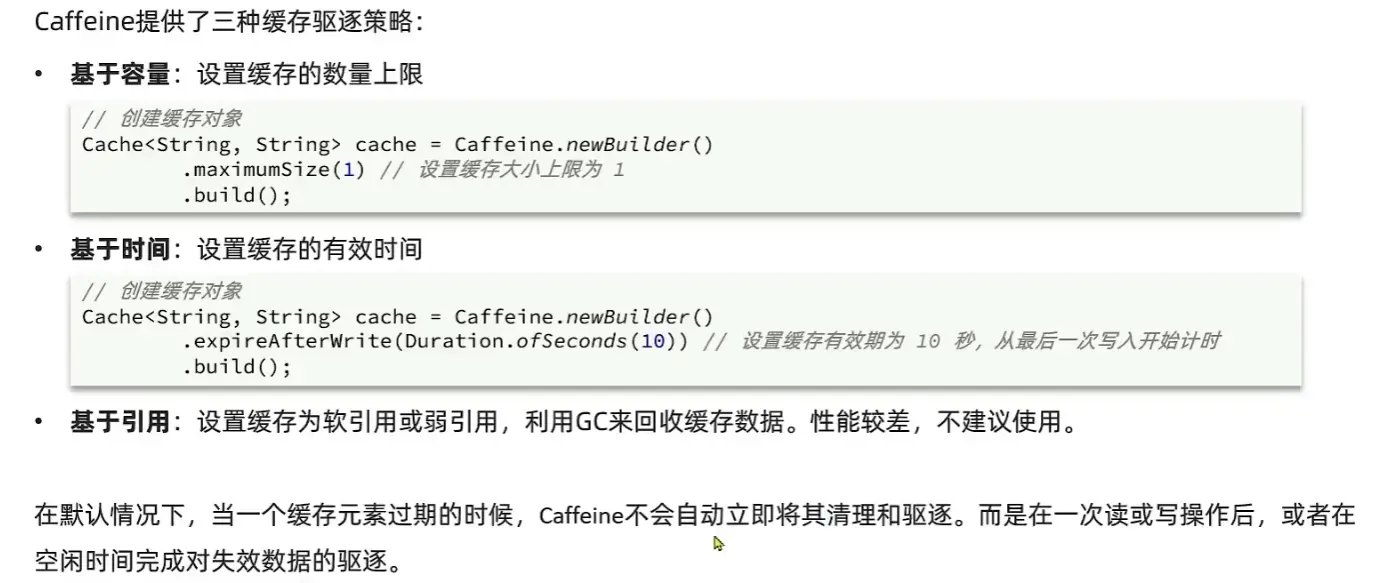 Caffeine提供了三种缓存驱逐策略：
• 基于容量：设置缓存的数量上限
// 创建缓存对象
Cache<String, String> cache = Caffeine.newBuilder()
        .maximumSize(1) // 设置缓存大小上限为 1
        .build();
• 基于时间：设置缓存的有效时间
// 创建缓存对象
Cache<String, String> cache = Caffeine.newBuilder()
        .expireAfterWrite(Duration.ofSeconds(10)) // 设置缓存有效期为 10 秒，从最后一次写入开始计时
        .build();
• 基于引用：设置缓存为软引用或弱引用，利用GC来回收缓存数据。性能较差，不建议使用。
在默认情况下，当一个缓存元素过期的时候，Caffeine不会自动立即将其清理和驱逐。而是在一次读或写操作后，或者在
空闲时间完成对失效数据的驱逐。